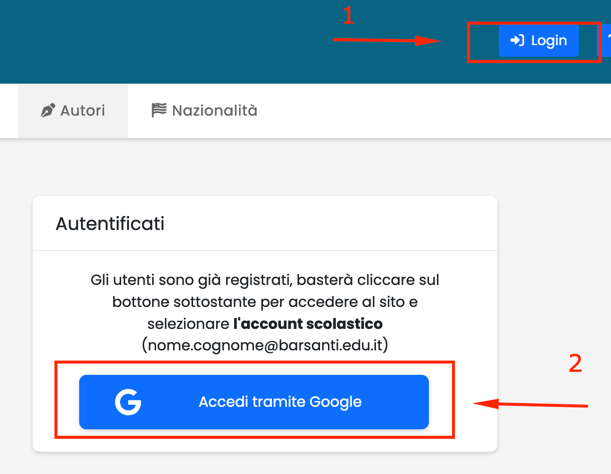 1
Login
Autori
Nazionalità
Autentificati
Gli utenti sono già registrati, basterà cliccare sul
bottone sottostante per accedere al sito e
selezionare l'account scolastico
(nome.cognome@barsanti.edu.it)
2
G Accedi tramite Google